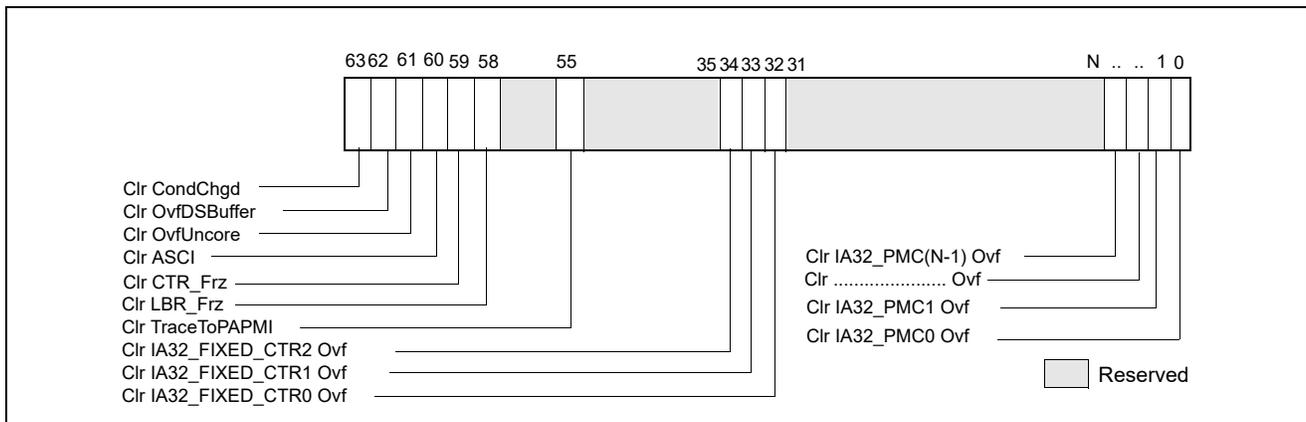 63 62 61 60 59 58 55 35 34 33 32 31 N .. .. 1 0
Clr CondChgd
Clr OvfDSBuffer
Clr OvfUncore
Clr ASCI
Clr CTR_Frz
Clr LBR_Frz
Clr TraceToPAPMI
Clr IA32_FIXED_CTR2 Ovf
Clr IA32_FIXED_CTR1 Ovf
Clr IA32_FIXED_CTR0 Ovf
Clr IA32_PMC(N-1) Ovf
Clr ...................... Ovf
Clr IA32_PMC1 Ovf
Clr IA32_PMC0 Ovf
Reserved